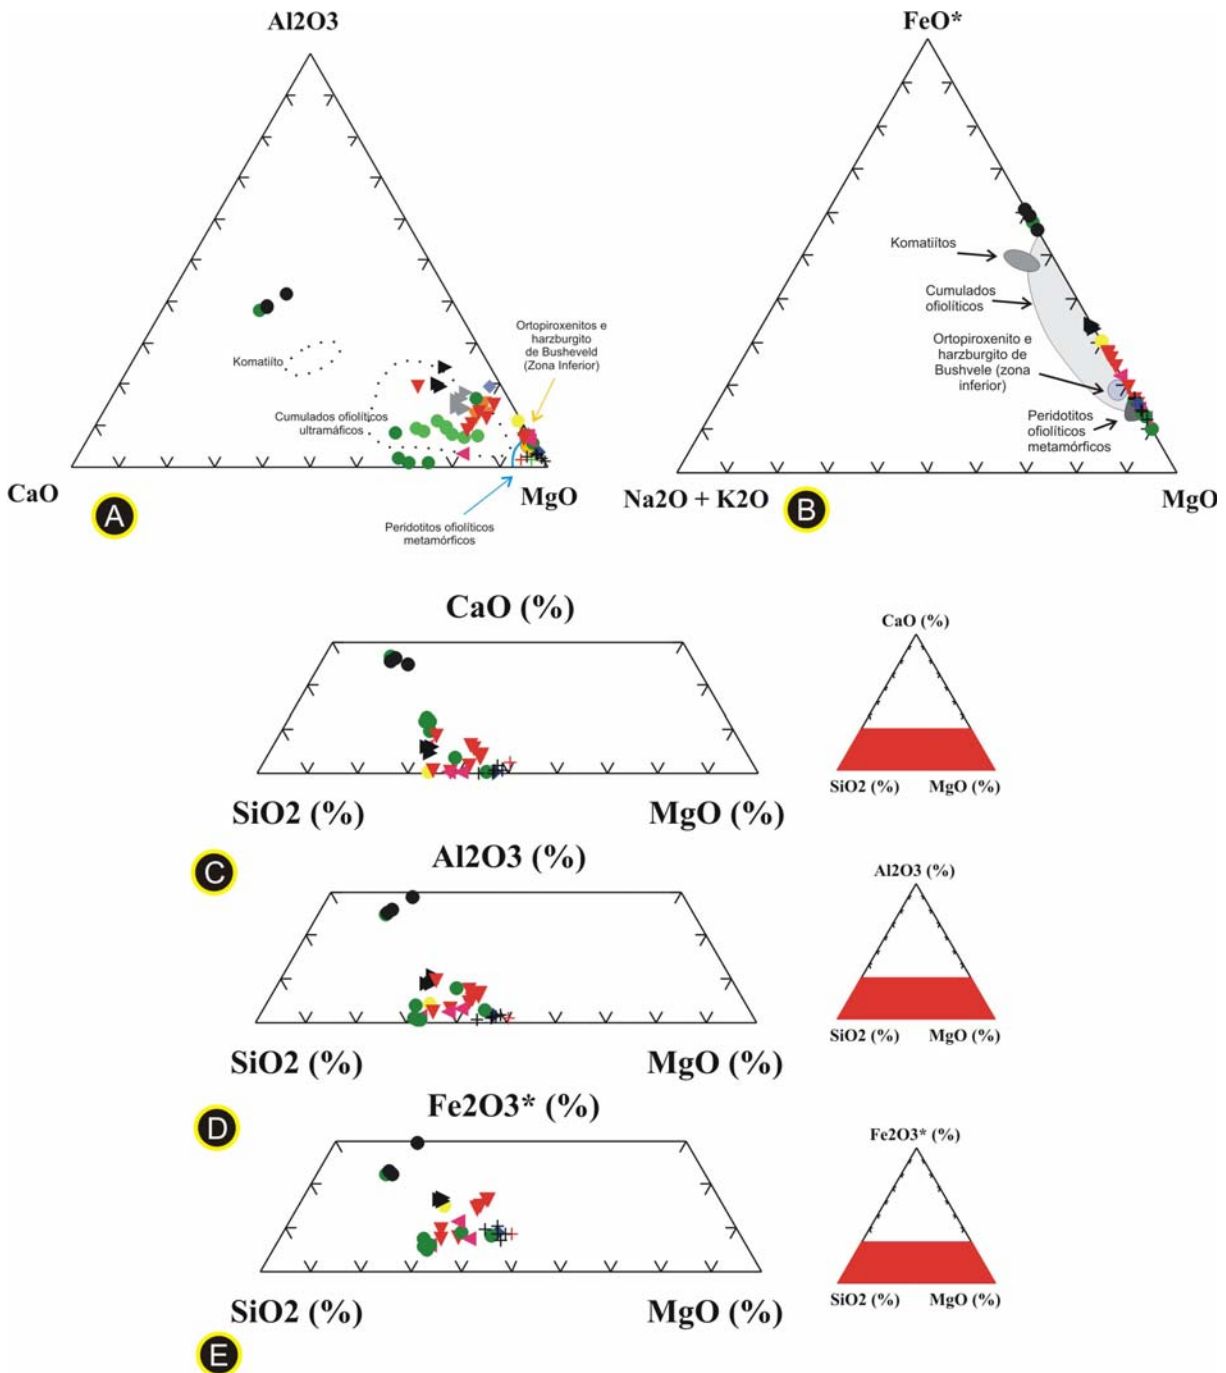 Al2O3
FeO*
Komatiítos
Cumulados
ofiolíticos
Ortopiroxenitos e
harzburgito
de Busheveld
(Zona Inferior)
Komatiíto
Ortopiroxenito e
harzburgito de
Bushvele (zona
inferior)
Cumulados ofiolíticos
ultramáficos
Peridotitos
ofiolíticos
metamórficos
CaO
MgO
Na2O + K2O
MgO
A
B
Peridotitos ofiolíticos
metamórficos
CaO (%)
CaO (%)
SiO2 (%)
MgO (%)
SiO2 (%)
MgO (%)
C
Al2O3 (%)
Al2O3 (%)
SiO2 (%)
MgO (%)
SiO2 (%)
MgO (%)
D
Fe2O3* (%)
Fe2O3* (%)
SiO2 (%)
MgO (%)
SiO2 (%)
MgO (%)
E